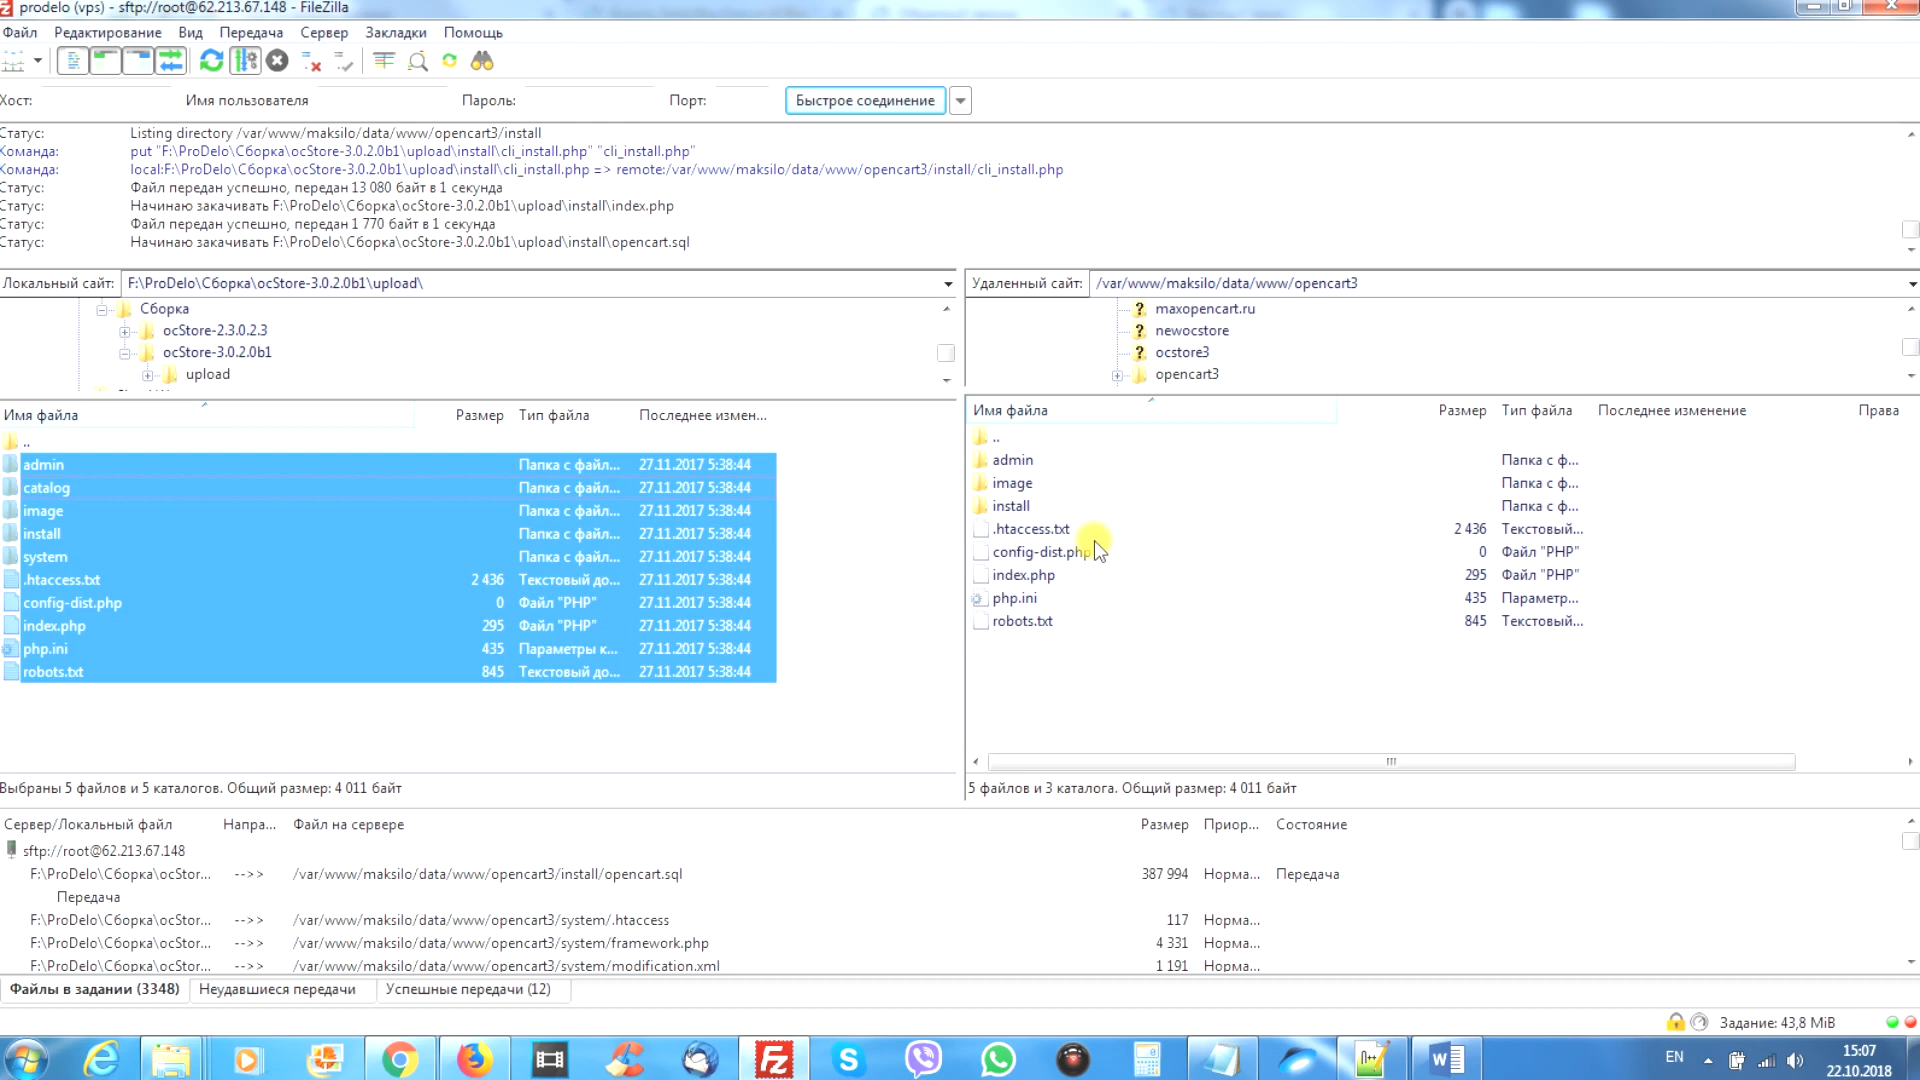 prodelo (vps) - sftp://root@62.213.67.148 - FileZilla
Файл Редактирование Вид Передача Сервер Закладки Помощь
Хост: Имя пользователя Пароль: Порт: Быстрое соединение
Статус: Listing directory /var/www/maksilo/data/www/opencart3/install
Команда: put "F:\ProDelo\Сборка\ocStore-3.0.2.0b1\upload\install\cli_install.php" "cli_install.php"
Команда: local:F:\ProDelo\Сборка\ocStore-3.0.2.0b1\upload\install\cli_install.php => remote:/var/www/maksilo/data/www/opencart3/install/cli_install.php
Статус: Файл передан успешно, передан 13 080 байт в 1 секунда
Статус: Начинаю закачивать F:\ProDelo\Сборка\ocStore-3.0.2.0b1\upload\install\index.php
Статус: Файл передан успешно, передан 1 770 байт в 1 секунда
Статус: Начинаю закачивать F:\ProDelo\Сборка\ocStore-3.0.2.0b1\upload\install\opencart.sql
Локальный сайт: F:\ProDelo\Сборка\ocStore-3.0.2.0b1\upload\
Сборка
ocStore-2.3.0.2.3
ocStore-3.0.2.0b1
upload
Имя файла Размер Тип файла Последнее измен...
..
admin Папка с файл... 27.11.2017 5:38:44
catalog Папка с файл... 27.11.2017 5:38:44
image Папка с файл... 27.11.2017 5:38:44
install Папка с файл... 27.11.2017 5:38:44
system Папка с файл... 27.11.2017 5:38:44
.htaccess.txt 2 436 Текстовый до... 27.11.2017 5:38:44
config-dist.php 0 Файл "PHP" 27.11.2017 5:38:44
index.php 295 Файл "PHP" 27.11.2017 5:38:44
php.ini 435 Параметры к... 27.11.2017 5:38:44
robots.txt 845 Текстовый до... 27.11.2017 5:38:44
Выбраны 5 файлов и 5 каталогов. Общий размер: 4 011 байт
Удаленный сайт: /var/www/maksilo/data/www/opencart3
maxopencart.ru
newocstore
ocstore3
opencart3
Имя файла Размер Тип файла Последнее изменение Права
..
admin Папка с ф...
image Папка с ф...
install Папка с ф...
.htaccess.txt 2 436 Текстовый...
config-dist.php 0 Файл "PHP"
index.php 295 Файл "PHP"
php.ini 435 Параметр...
robots.txt 845 Текстовый...
5 файлов и 3 каталога. Общий размер: 4 011 байт
Сервер/Локальный файл Напра... Файл на сервере Размер Приор... Состояние
sftp://root@62.213.67.148
F:\ProDelo\Сборка\ocStor... -->> /var/www/maksilo/data/www/opencart3/install/opencart.sql 387 994 Норма... Передача
Передача
F:\ProDelo\Сборка\ocStor... -->> /var/www/maksilo/data/www/opencart3/system/.htaccess 117 Норма...
F:\ProDelo\Сборка\ocStor... -->> /var/www/maksilo/data/www/opencart3/system/framework.php 4 331 Норма...
F:\ProDelo\Сборка\ocStor... -->> /var/www/maksilo/data/www/opencart3/system/modification.xml 1 191 Норма...
Файлы в задании (3348) Неудавшиеся передачи Успешные передачи (12)
Задание: 43,8 MiB
EN
15:07
22.10.2018